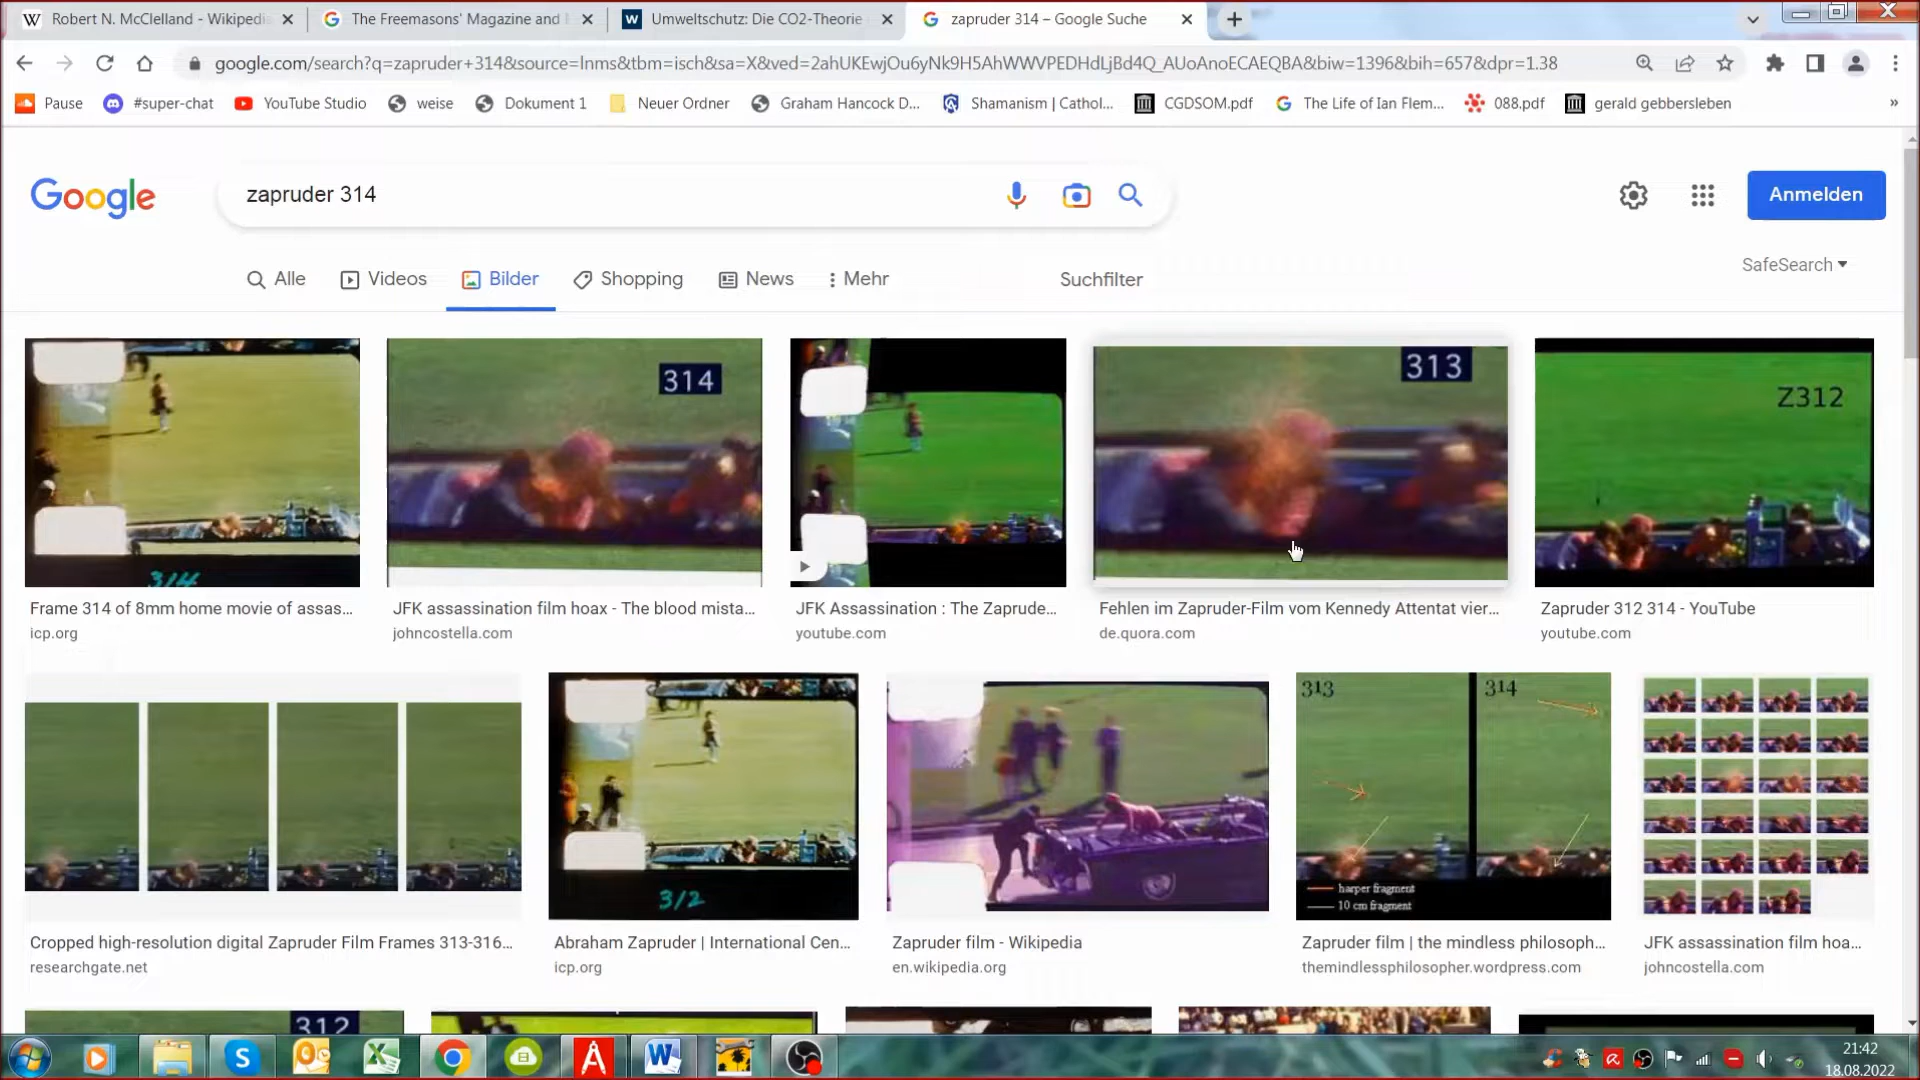 Robert N. McClelland - Wikipedia
The Freemasons' Magazine and
Umweltschutz: Die CO2-Theorie
zapruder 314 – Google Suche
google.com/search?q=zapruder+314&source=lnms&tbm=isch&sa=X&ved=2ahUKEwjOu6yNk9H5AhWWVPEDHdLjBd4Q_AUoAnoECAEQBA&biw=1396&bih=657&dpr=1.38
Pause
#super-chat
YouTube Studio
weise
Dokument 1
Neuer Ordner
Graham Hancock D...
Shamanism | Cathol...
CGDSOM.pdf
The Life of Ian Flem...
088.pdf
gerald gebbersleben
Google
zapruder 314
Anmelden
Alle
Videos
Bilder
Shopping
News
Mehr
Suchfilter
SafeSearch
314
314
313
Z312
Frame 314 of 8mm home movie of assas...
icp.org
JFK assassination film hoax - The blood mista...
johncostella.com
JFK Assassination : The Zaprude...
youtube.com
Fehlen im Zapruder-Film vom Kennedy Attentat vier...
de.quora.com
Zapruder 312 314 - YouTube
youtube.com
312
313
314
harper fragment
10 cm fragment
Cropped high-resolution digital Zapruder Film Frames 313-316...
researchgate.net
Abraham Zapruder | International Cen...
icp.org
Zapruder film - Wikipedia
en.wikipedia.org
Zapruder film | the mindless philosoph...
themindlessphilosopher.wordpress.com
JFK assassination film hoa...
johncostella.com
312
21:42
18.08.2022